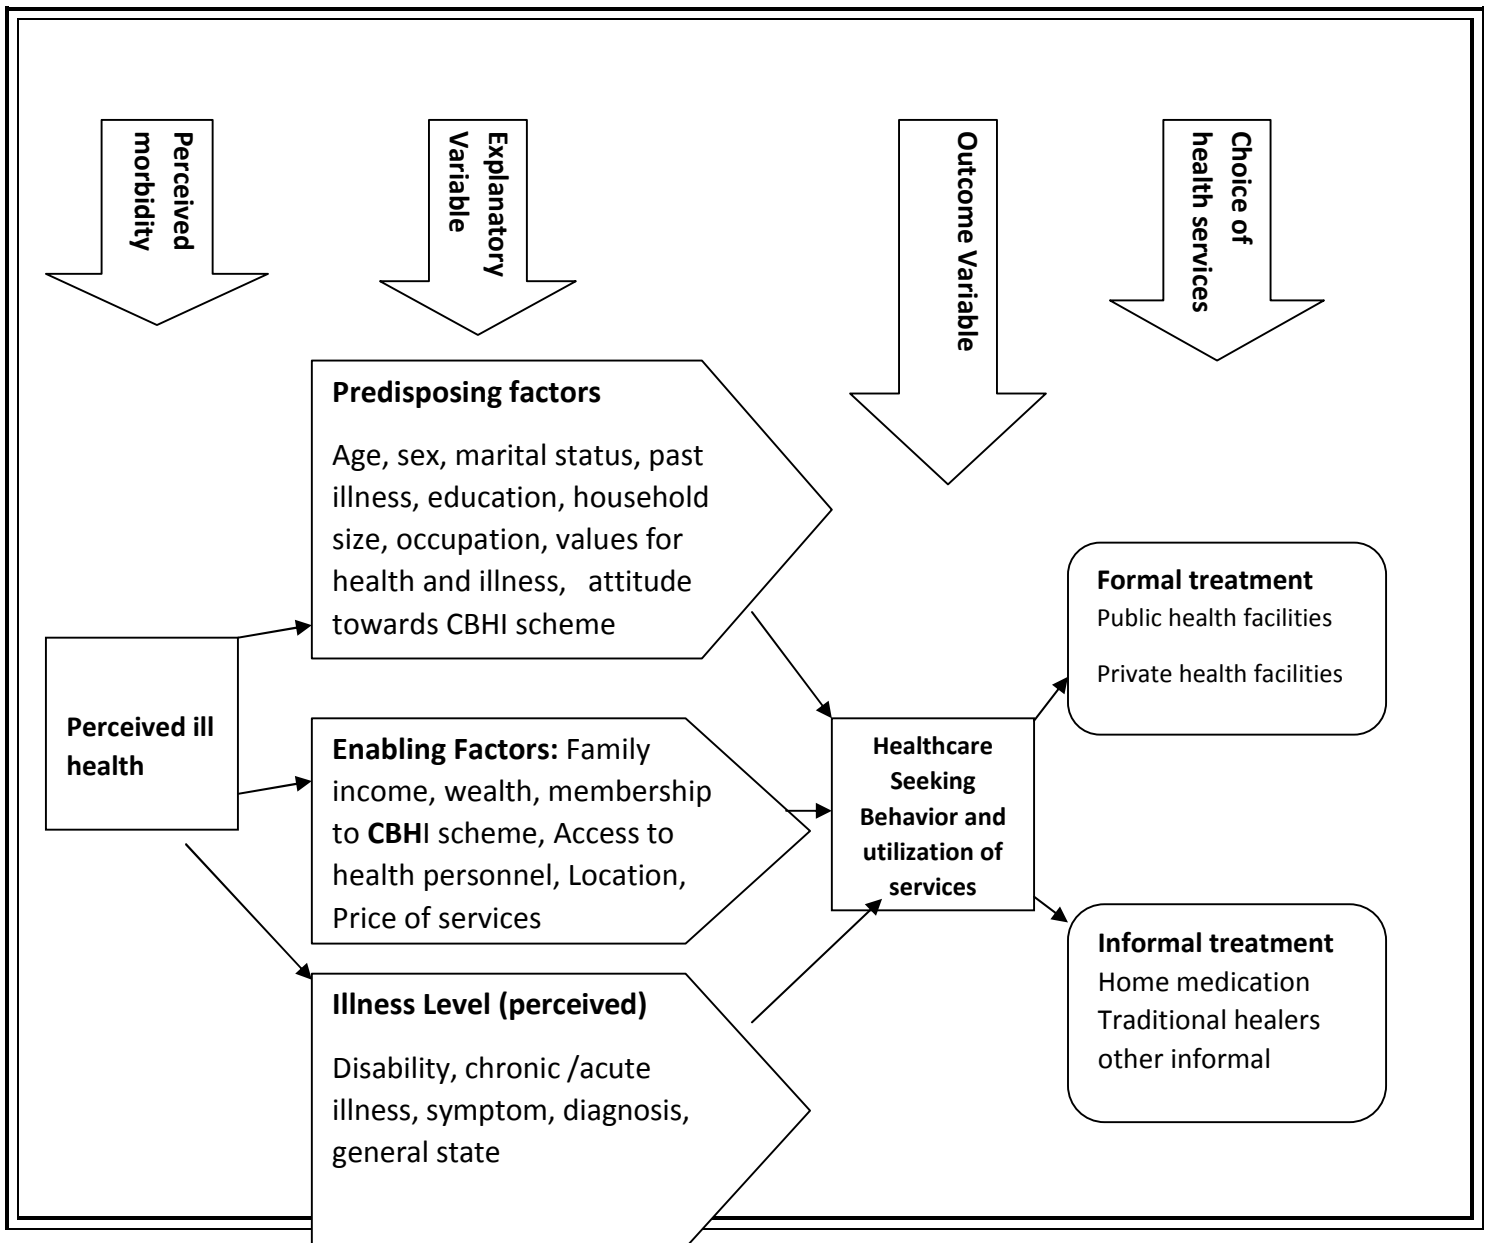 Perceived
morbidity
Explanatory
Variable
Outcome Variable
Choice of
health services
Perceived ill
health
Predisposing factors
Age, sex, marital status, past
illness, education, household
size, occupation, values for
health and illness, attitude
towards CBHI scheme
Enabling Factors: Family
income, wealth, membership
to CBHI scheme, Access to
health personnel, Location,
Price of services
Illness Level (perceived)
Disability, chronic /acute
illness, symptom, diagnosis,
general state
Healthcare
Seeking
Behavior and
utilization of
services
Formal treatment
Public health facilities
Private health facilities
Informal treatment
Home medication
Traditional healers
other informal